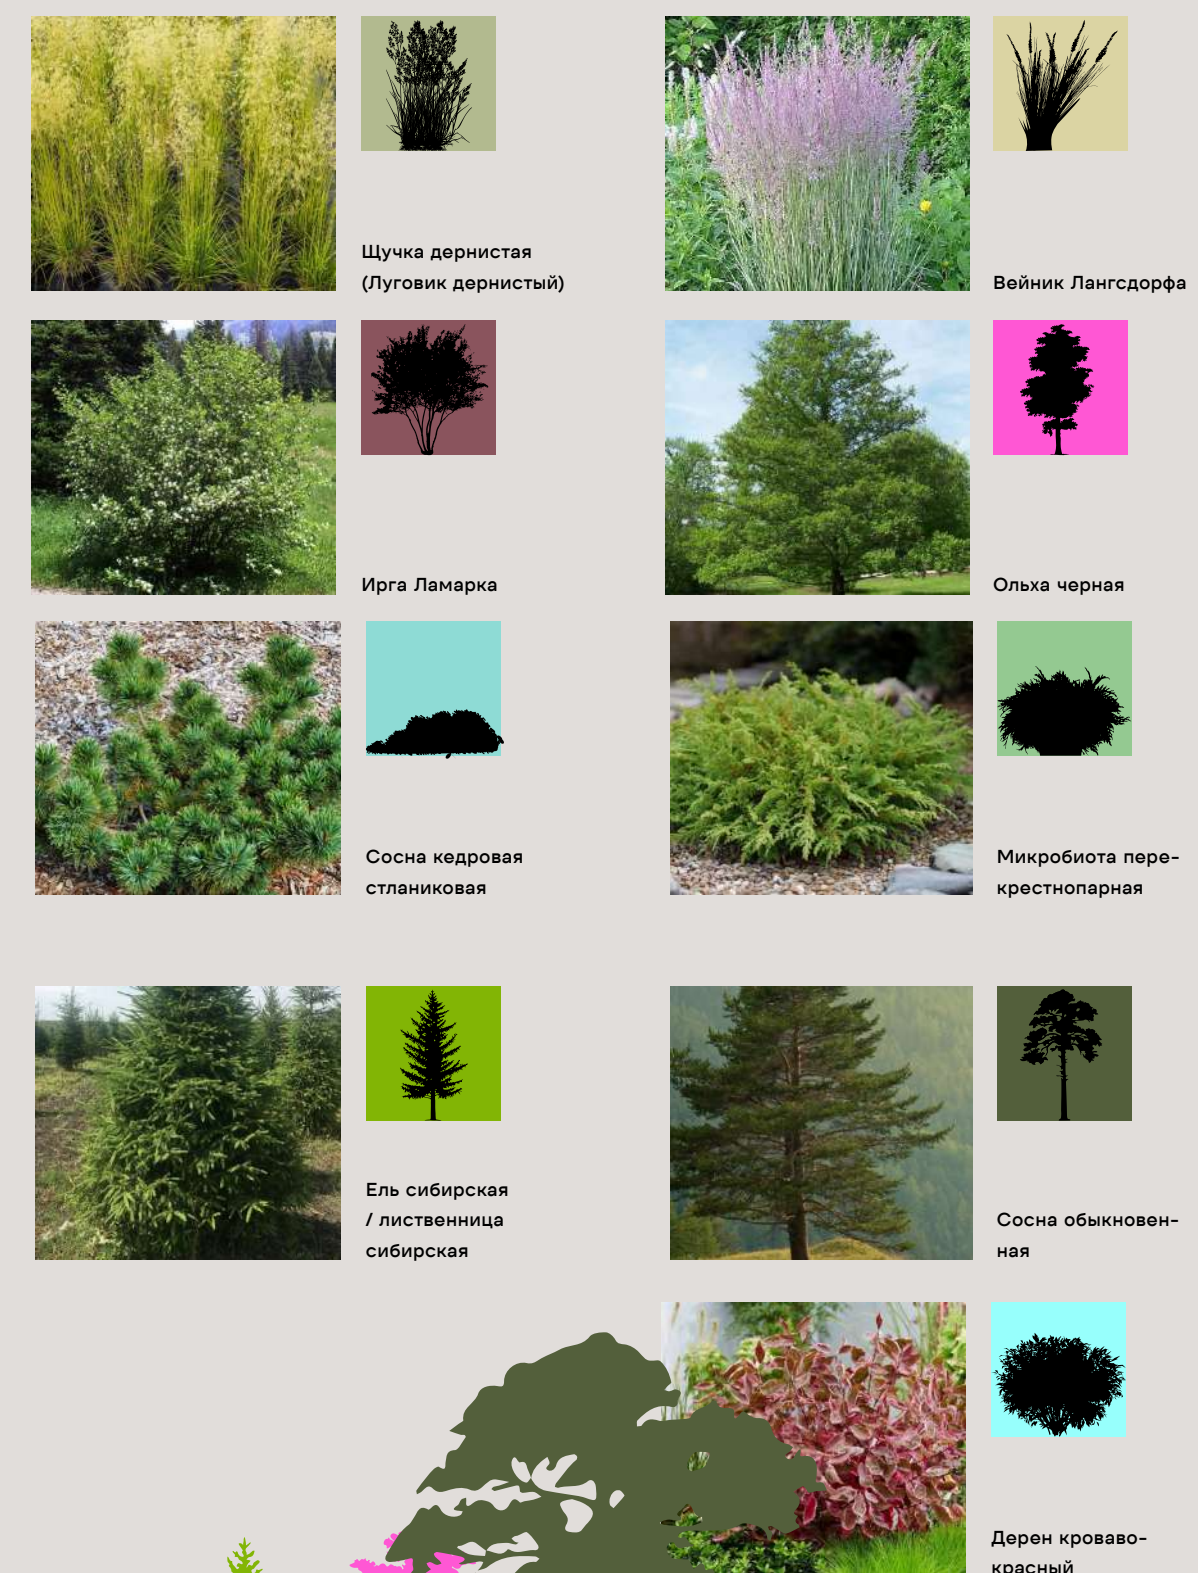 Щучка дернистая
(Луговик дернистый)
Вейник Лангсдорфа
Ирга Ламарка
Ольха черная
Сосна кедровая
стланиковая
Микробиота пере-
крестнопарная
Ель сибирская
/ лиственница
сибирская
Сосна обыкновен-
ная
Дерен кроваво-
красный